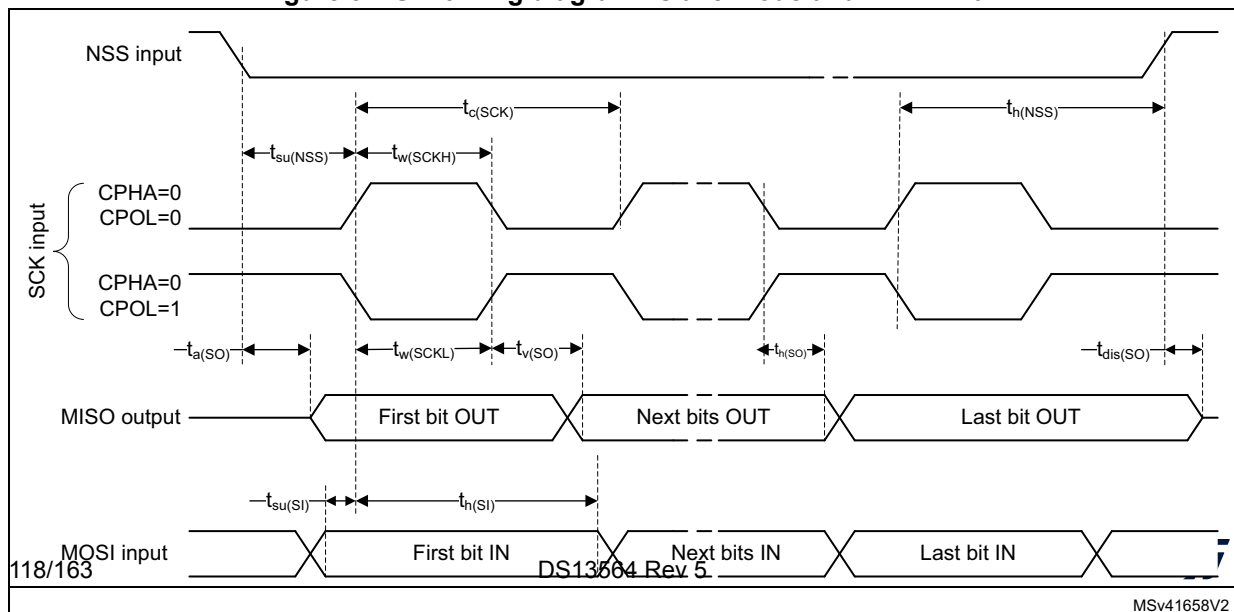 NSS input
tc(SCK)
th(NSS)
tsu(NSS)
tw(SCKH)
SCK input
CPHA=0
CPOL=0
CPHA=0
CPOL=1
ta(SO)
tw(SCKL)
tv(SO)
th(SO)
tdis(SO)
MISO output
First bit OUT
Next bits OUT
Last bit OUT
tsu(SI)
th(SI)
MOSI input
First bit IN
Next bits IN
Last bit IN
118/163
DS13564 Rev 5
MSv41658V2